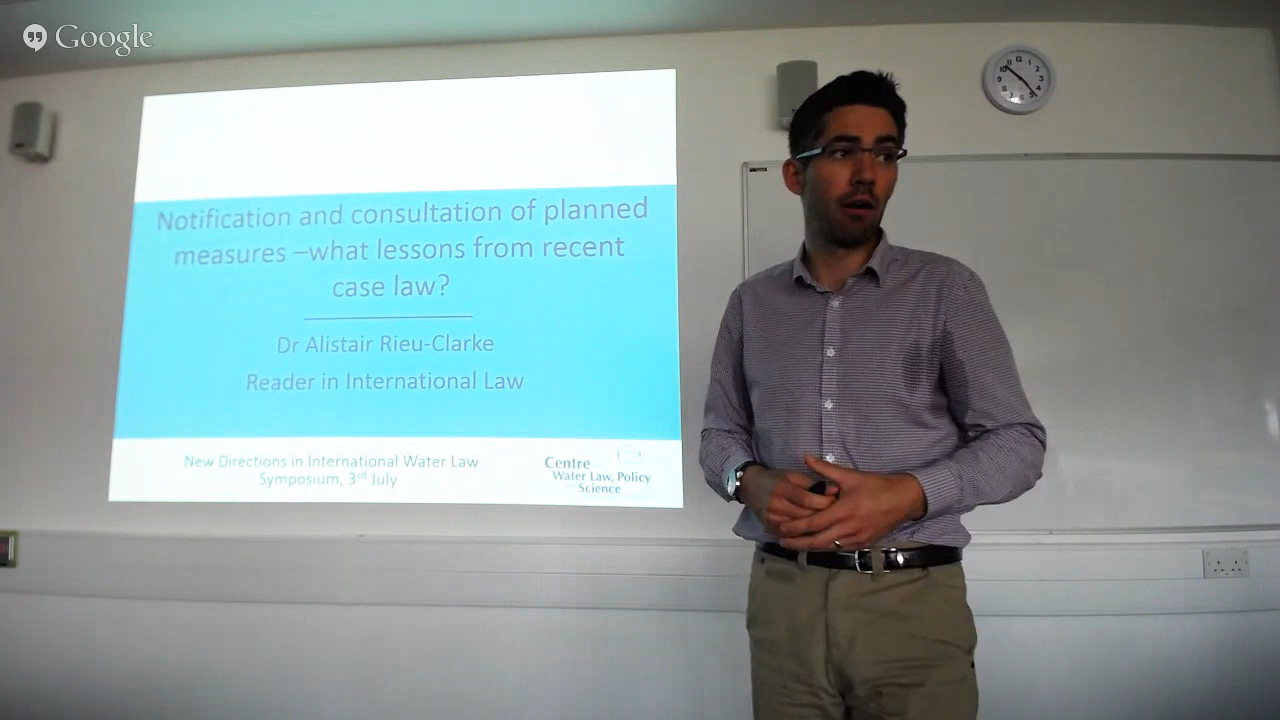 Google
Notification and consultation of planned
measures –what lessons from recent
case law?
Dr Alistair Rieu-Clarke
Reader in International Law
New Directions in International Water Law
Symposium, 3rd July
Centre
Water Law, Policy
Science